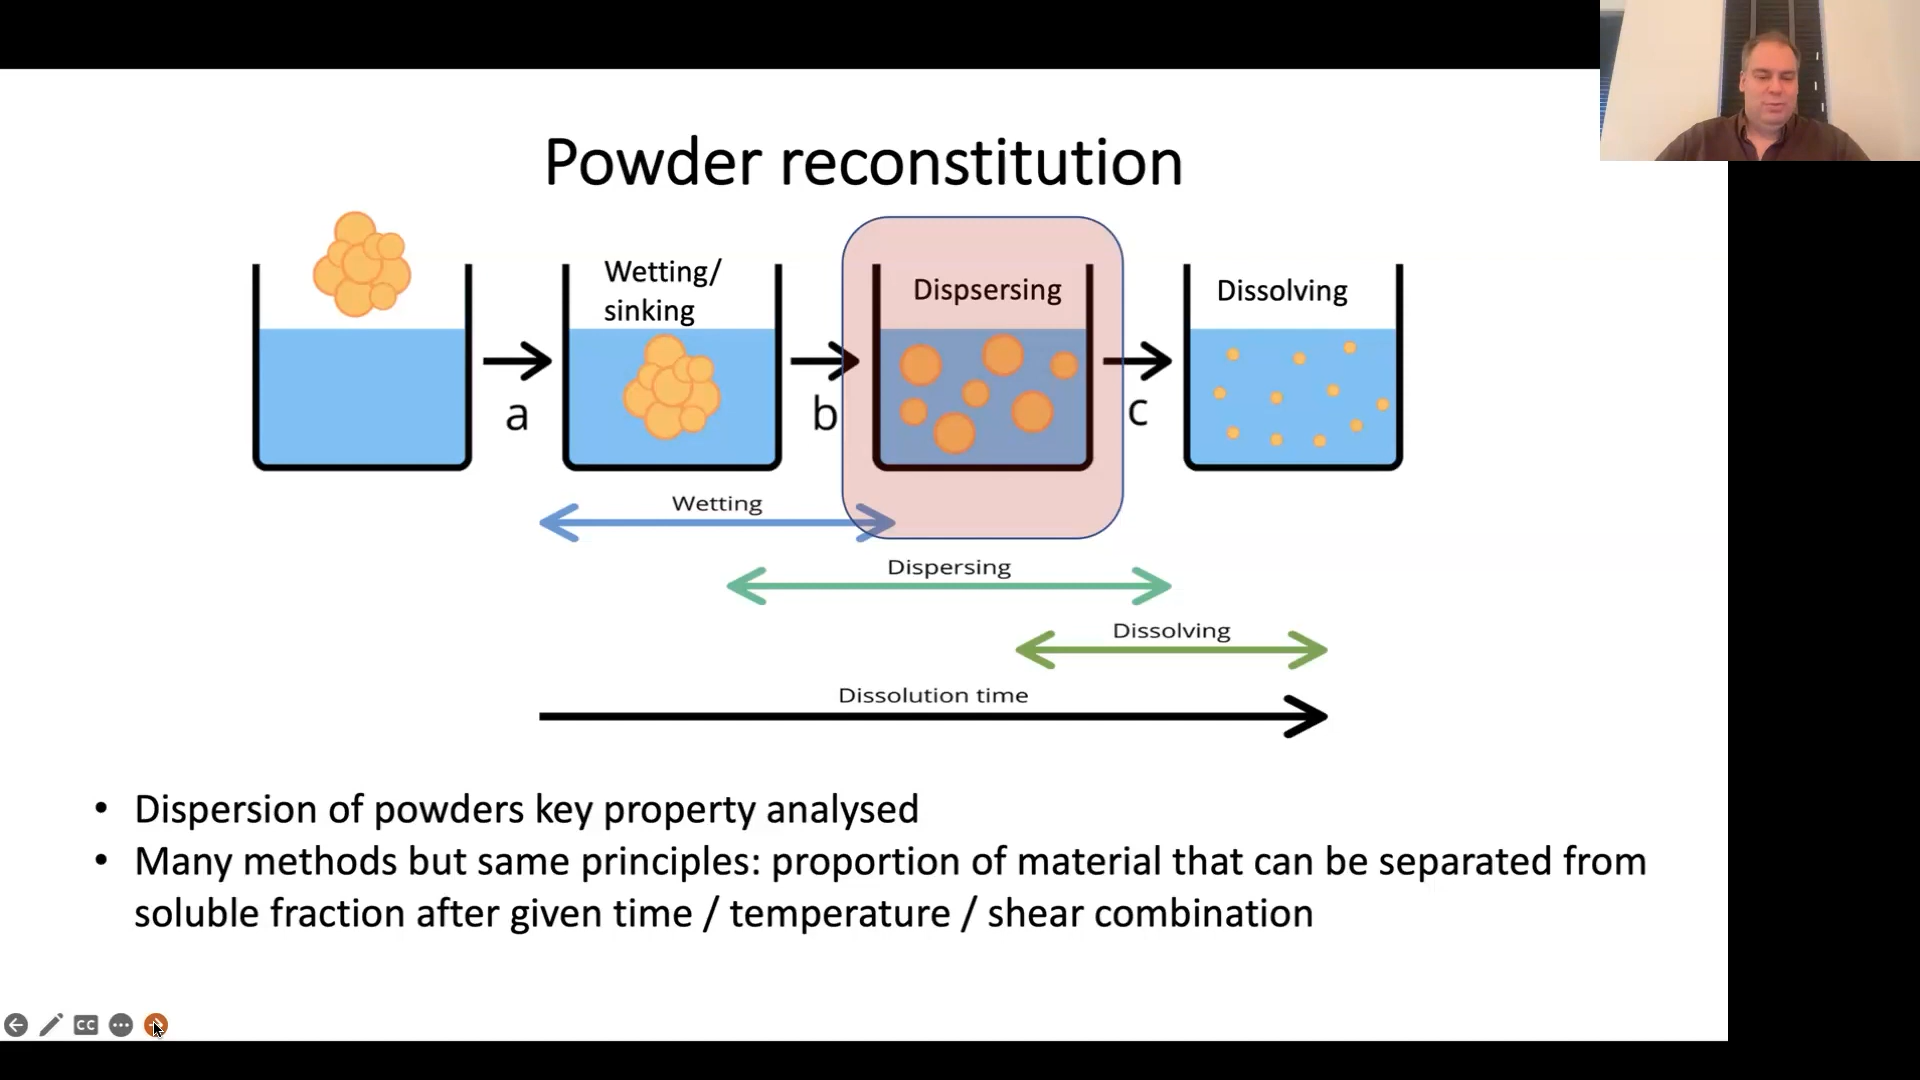 Powder reconstitution
Wetting/
sinking
Dispsersing
Dissolving
a
b
c
Wetting
Dispersing
Dissolving
Dissolution time
• Dispersion of powders key property analysed
• Many methods but same principles: proportion of material that can be separated from
soluble fraction after given time / temperature / shear combination
CC